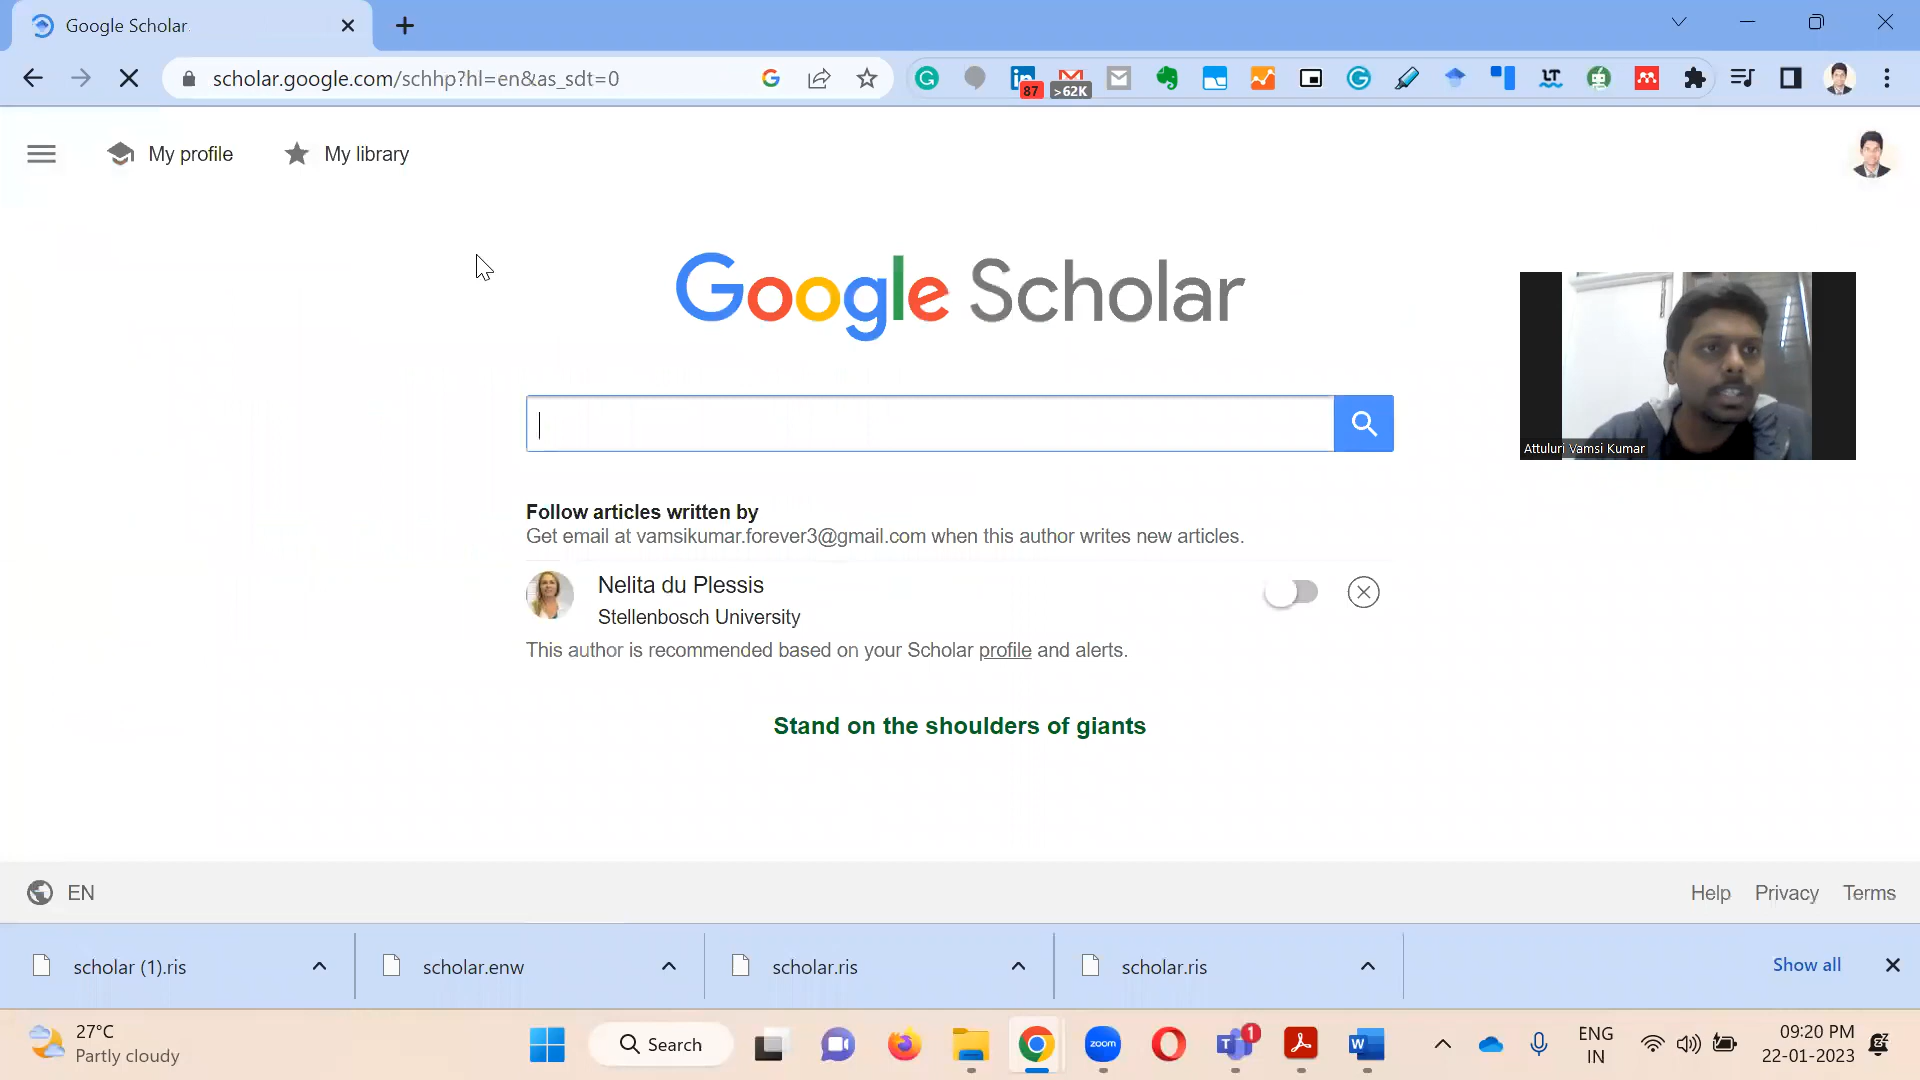 Google Scholar
scholar.google.com/schhp?hl=en&as_sdt=0
87
>62K
My profile
My library
Google Scholar
Attuluri Vamsi Kumar
Follow articles written by
Get email at vamsikumar.forever3@gmail.com when this author writes new articles.
Nelita du Plessis
Stellenbosch University
This author is recommended based on your Scholar profile and alerts.
Stand on the shoulders of giants
EN
Help Privacy Terms
scholar (1).ris
scholar.enw
scholar.ris
scholar.ris
Show all
27°C
Partly cloudy
Search
zoom
1
ENG
IN
09:20 PM
22-01-2023